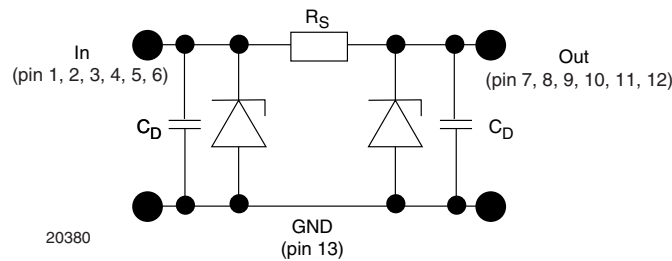 R_S
In
(pin 1, 2, 3, 4, 5, 6)
Out
(pin 7, 8, 9, 10, 11, 12)
C_D
C_D
GND
(pin 13)
20380